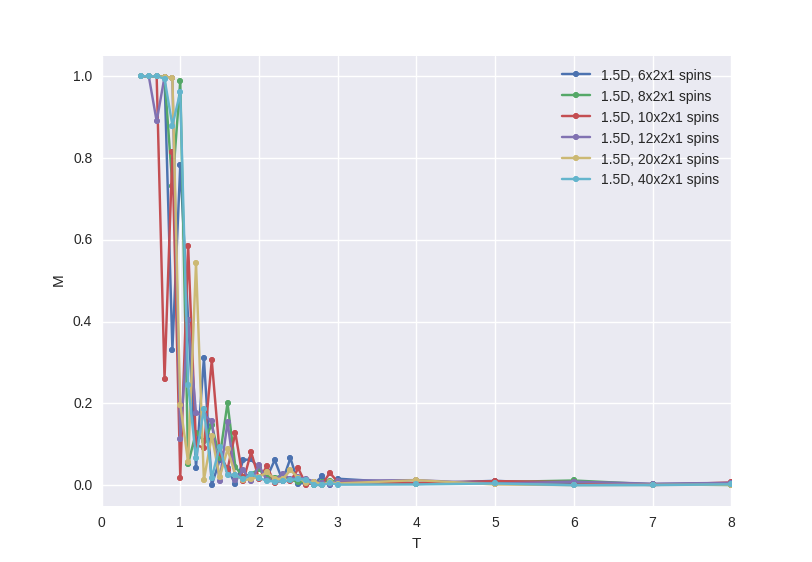 1.0
0.8
0.6
0.4
0.2
0.0
M
0 1 2 3 4 5 6 7 8
T
1.5D, 6x2x1 spins
1.5D, 8x2x1 spins
1.5D, 10x2x1 spins
1.5D, 12x2x1 spins
1.5D, 20x2x1 spins
1.5D, 40x2x1 spins